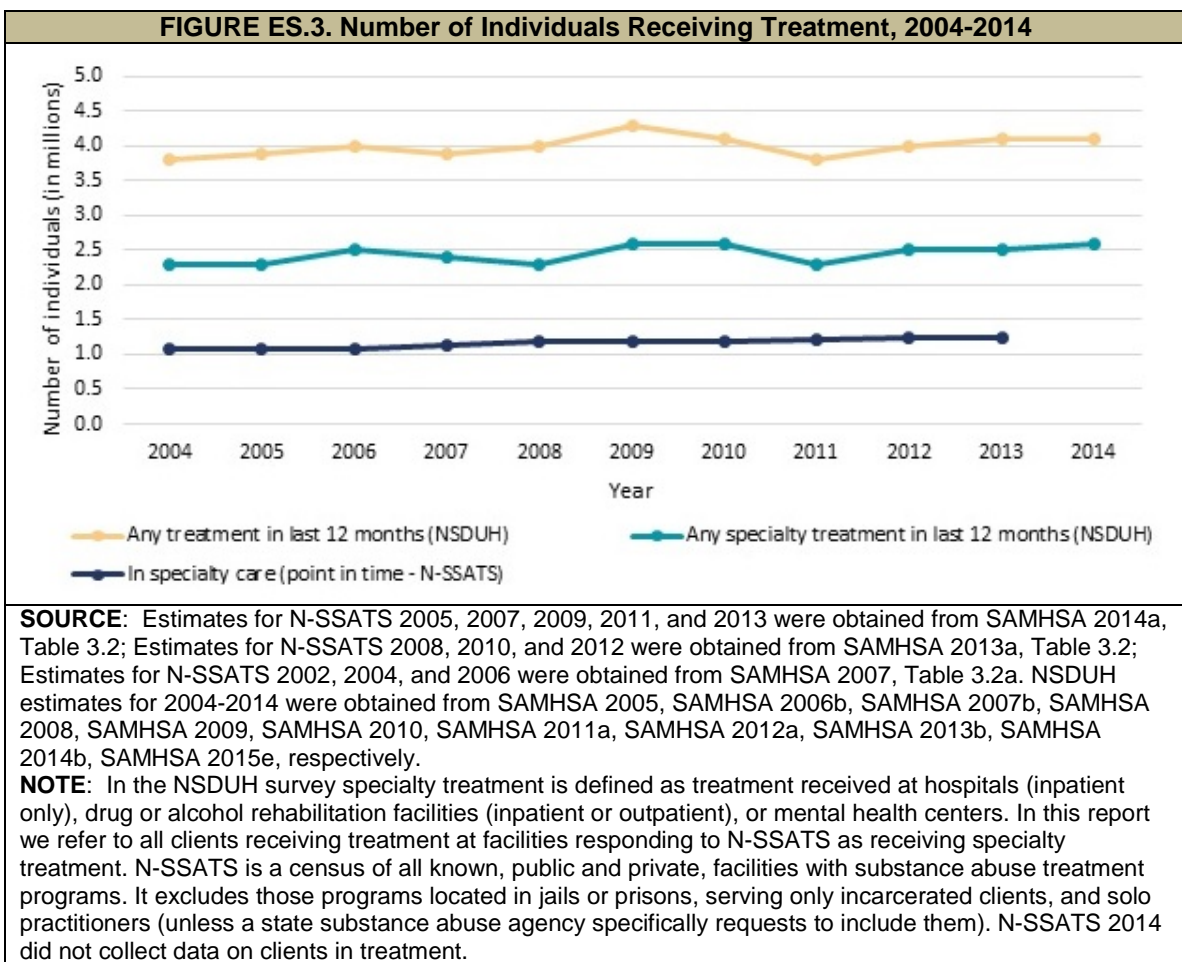 FIGURE ES.3. Number of Individuals Receiving Treatment, 2004-2014
Number of individuals (in millions)
5.0
4.5
4.0
3.5
3.0
2.5
2.0
1.5
1.0
0.5
0.0
2004 2005 2006 2007 2008 2009 2010 2011 2012 2013 2014
Year
Any treatment in last 12 months (NSDUH) Any specialty treatment in last 12 months (NSDUH)
In specialty care (point in time - N-SSATS)
SOURCE: Estimates for N-SSATS 2005, 2007, 2009, 2011, and 2013 were obtained from SAMHSA 2014a,
Table 3.2; Estimates for N-SSATS 2008, 2010, and 2012 were obtained from SAMHSA 2013a, Table 3.2;
Estimates for N-SSATS 2002, 2004, and 2006 were obtained from SAMHSA 2007, Table 3.2a. NSDUH
estimates for 2004-2014 were obtained from SAMHSA 2005, SAMHSA 2006b, SAMHSA 2007b, SAMHSA
2008, SAMHSA 2009, SAMHSA 2010, SAMHSA 2011a, SAMHSA 2012a, SAMHSA 2013b, SAMHSA
2014b, SAMHSA 2015e, respectively.
NOTE: In the NSDUH survey specialty treatment is defined as treatment received at hospitals (inpatient
only), drug or alcohol rehabilitation facilities (inpatient or outpatient), or mental health centers. In this report
we refer to all clients receiving treatment at facilities responding to N-SSATS as receiving specialty
treatment. N-SSATS is a census of all known, public and private, facilities with substance abuse treatment
programs. It excludes those programs located in jails or prisons, serving only incarcerated clients, and solo
practitioners (unless a state substance abuse agency specifically requests to include them). N-SSATS 2014
did not collect data on clients in treatment.